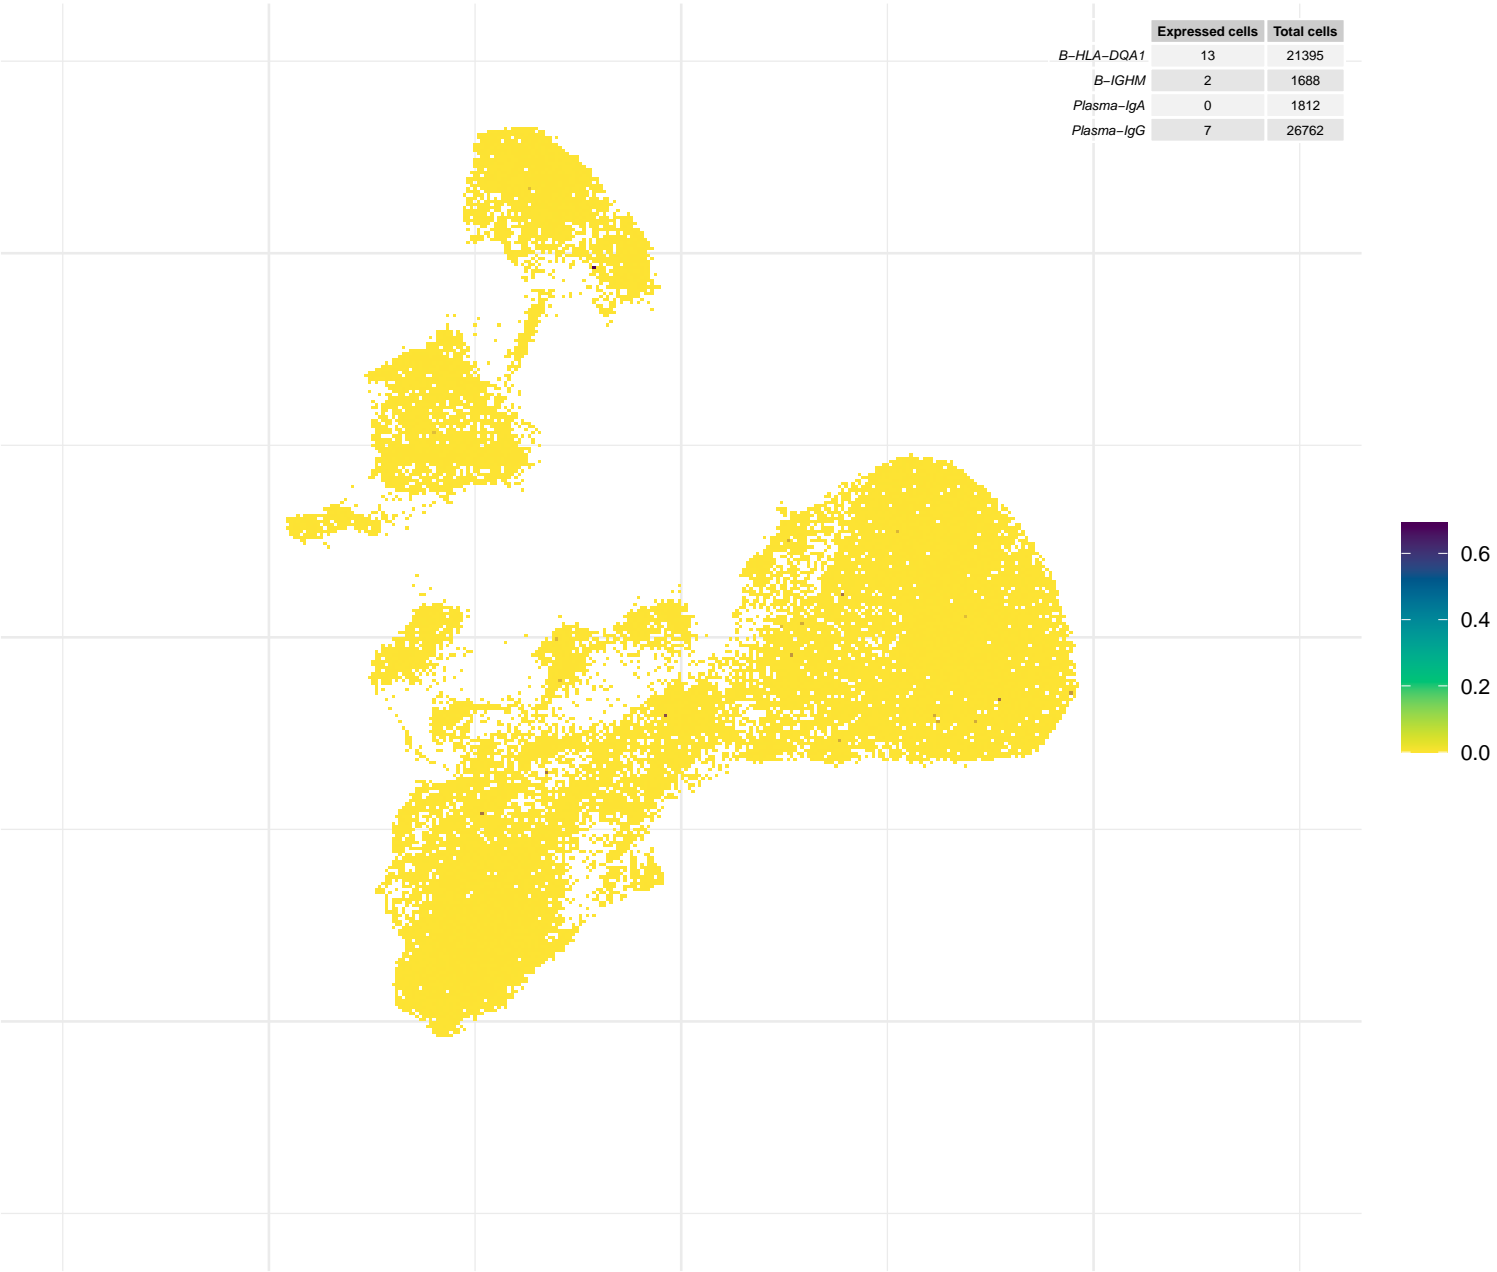 Expressed cells Total cells
B−HLA−DQA1 13 21395
B−IGHM 2 1688
Plasma−IgA 0 1812
Plasma−IgG 7 26762
0.6
0.4
0.2
0.0